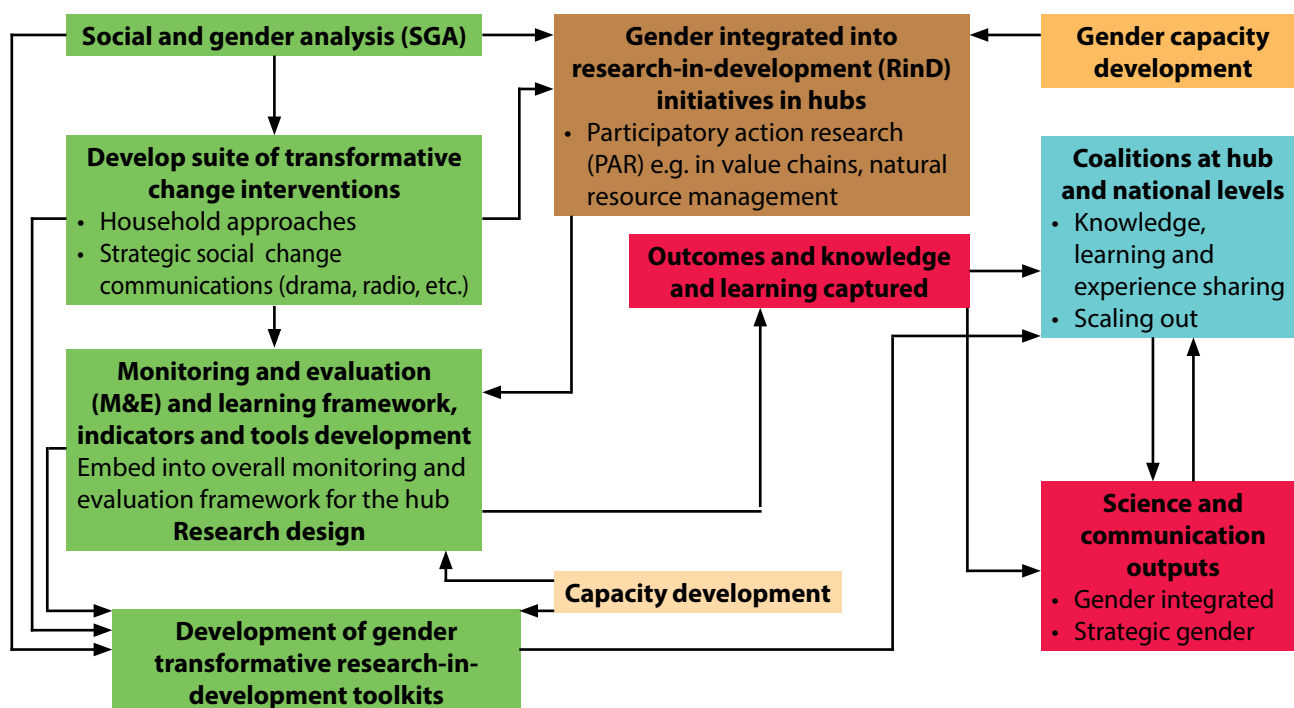 Social and gender analysis (SGA)
Gender integrated into
research-in-development (RinD)
initiatives in hubs
• Participatory action research
(PAR) e.g. in value chains, natural
resource management
Gender capacity
development
Develop suite of transformative
change interventions
• Household approaches
• Strategic social change
communications (drama, radio, etc.)
Coalitions at hub
and national levels
• Knowledge,
learning and
experience sharing
• Scaling out
Outcomes and knowledge
and learning captured
Monitoring and evaluation
(M&E) and learning framework,
indicators and tools development
Embed into overall monitoring and
evaluation framework for the hub
Research design
Science and
communication
outputs
• Gender integrated
• Strategic gender
Capacity development
Development of gender
transformative research-in-
development toolkits